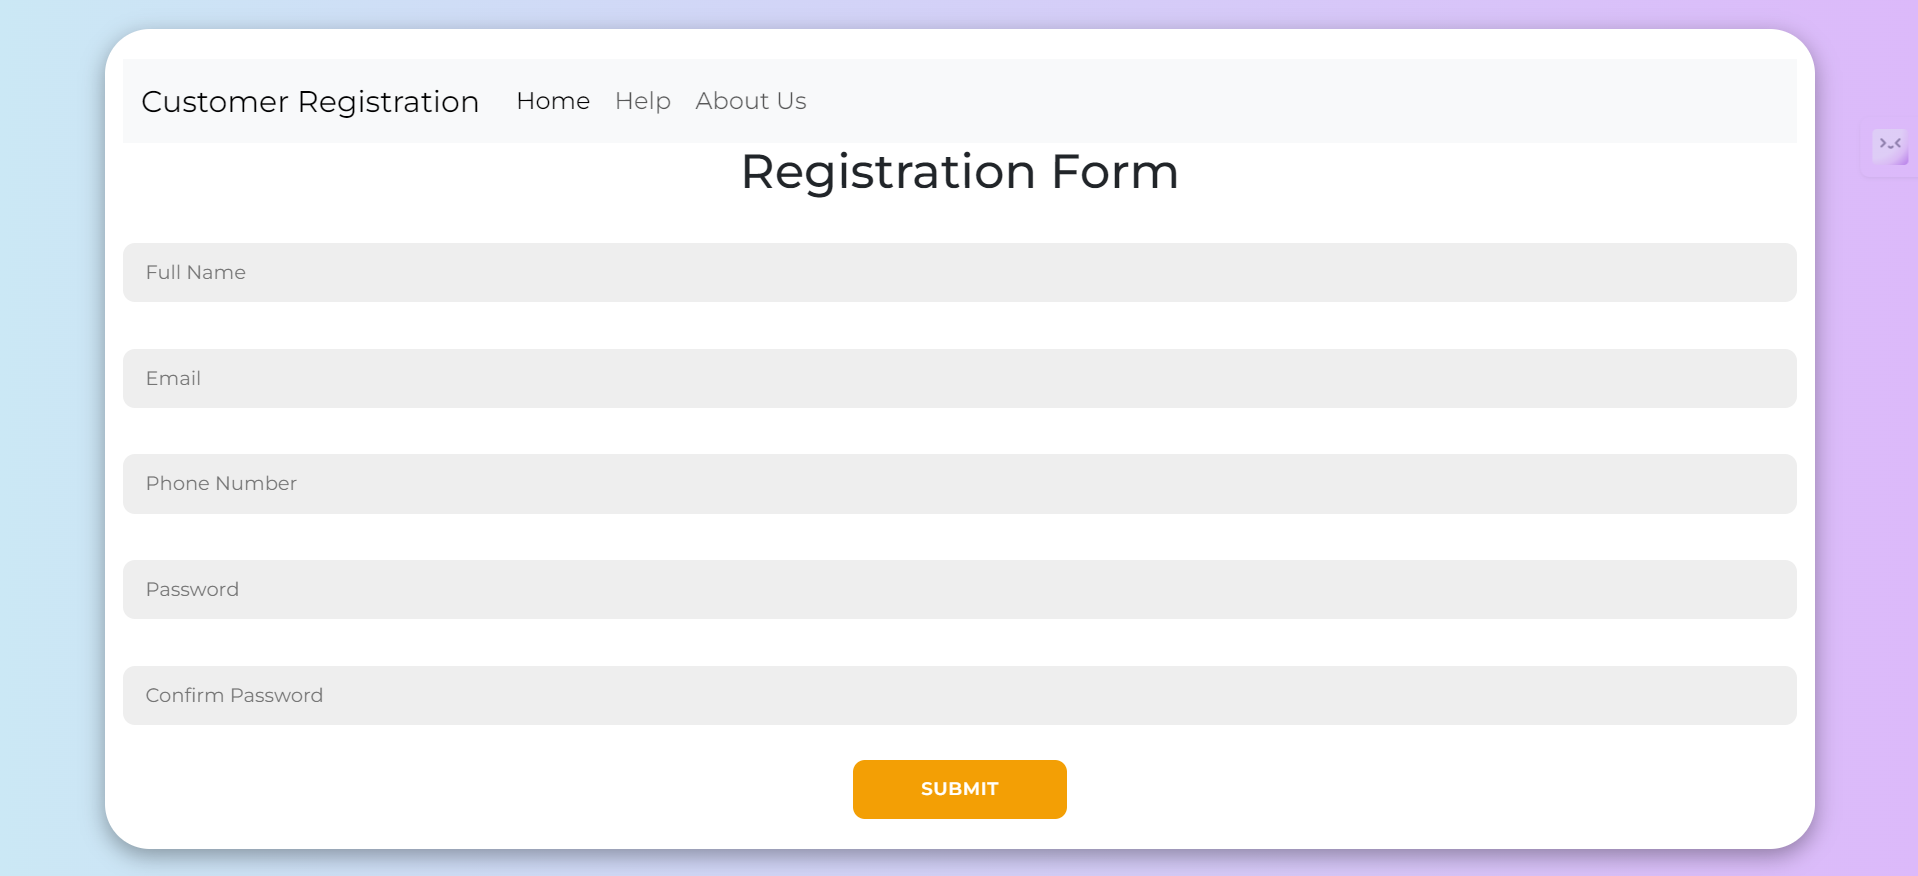 Customer Registration Home Help About Us
Registration Form
Full Name
Email
Phone Number
Password
Confirm Password
SUBMIT